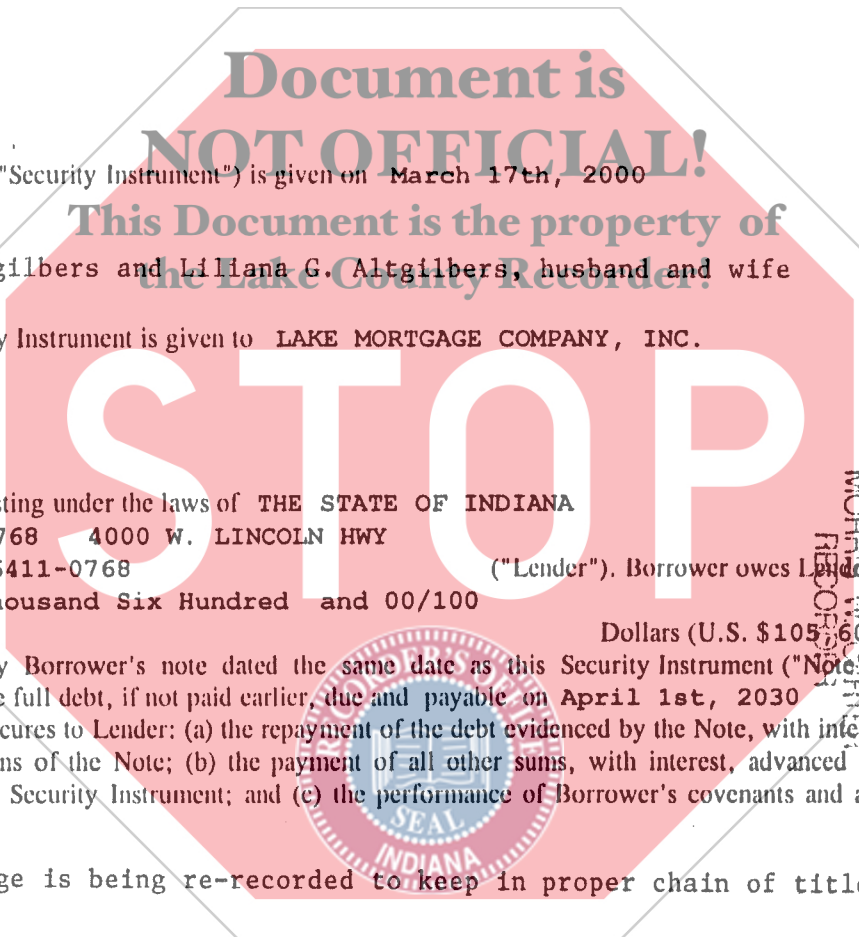 Document is
NOT OFFICIAL!
"Security Instrument") is given on March 17th, 2000
This Document is the property of
gilbers and Liliana G. Altgilbers, husband and wife
the Lake County Recorder!
y Instrument is given to LAKE MORTGAGE COMPANY, INC.
STOP
sting under the laws of THE STATE OF INDIANA
768 4000 W. LINCOLN HWY
5411-0768 ("Lender"). Borrower owes Lende
housand Six Hundred and 00/100
RECORDER
Dollars (U.S. $105,60
y Borrower's note dated the same date as this Security Instrument ("Note"
e full debt, if not paid earlier, due and payable on April 1st, 2030
cures to Lender: (a) the repayment of the debt evidenced by the Note, with inte
ns of the Note; (b) the payment of all other sums, with interest, advanced
Security Instrument; and (c) the performance of Borrower's covenants and a
SEAL
INDIANA
ge is being re-recorded to keep in proper chain of title